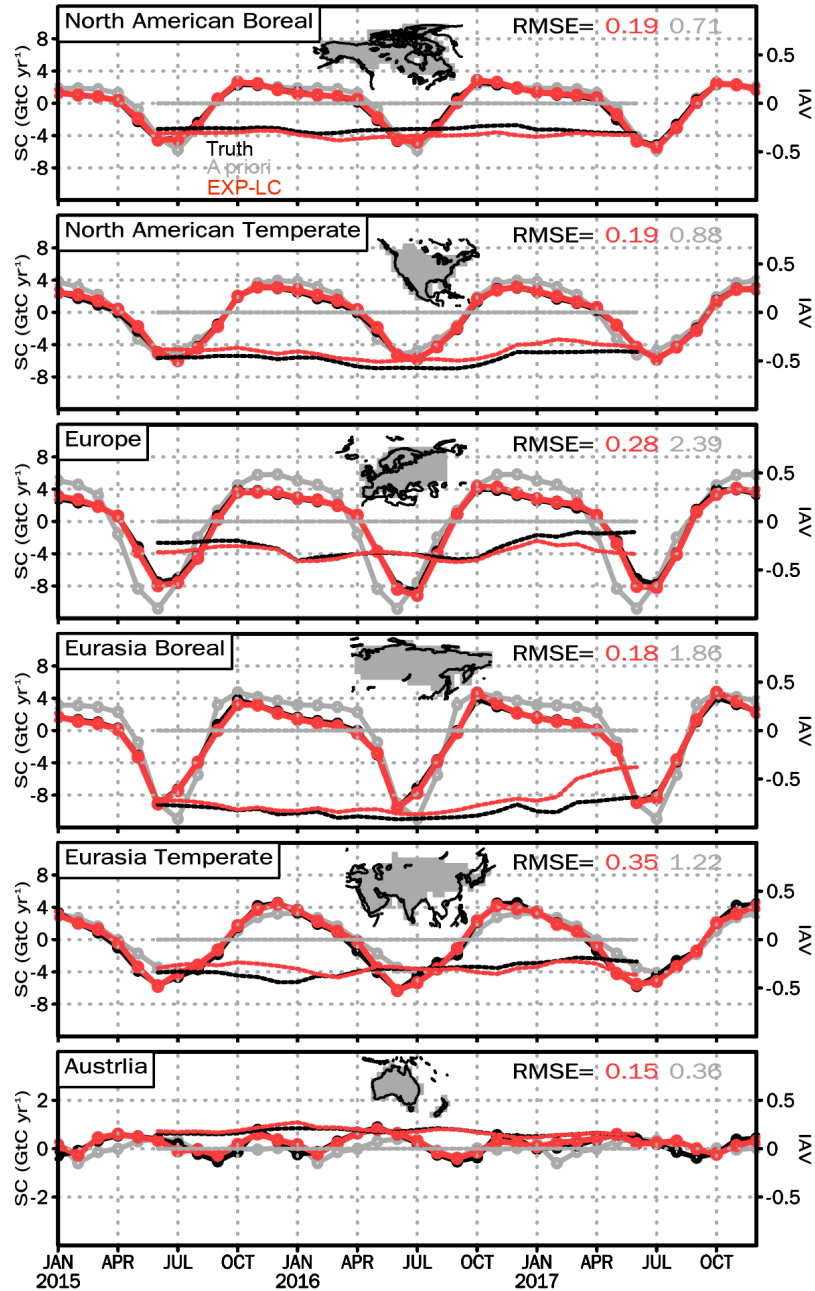 North American Boreal
RMSE= 0.19 0.71
8
4
0
-4
-8
SC (GtC yr⁻¹)
0.5
0
-0.5
IAV
Truth
A priori
EXP-LC
North American Temperate
RMSE= 0.19 0.88
8
4
0
-4
-8
SC (GtC yr⁻¹)
0.5
0
-0.5
IAV
Europe
RMSE= 0.28 2.39
8
4
0
-4
-8
SC (GtC yr⁻¹)
0.5
0
-0.5
IAV
Eurasia Boreal
RMSE= 0.18 1.86
8
4
0
-4
-8
SC (GtC yr⁻¹)
0.5
0
-0.5
IAV
Eurasia Temperate
RMSE= 0.35 1.22
8
4
0
-4
-8
SC (GtC yr⁻¹)
0.5
0
-0.5
IAV
Austrlia
RMSE= 0.15 0.36
2
0
-2
SC (GtC yr⁻¹)
0.5
0
-0.5
IAV
JAN APR JUL OCT JAN APR JUL OCT JAN APR JUL OCT
2015 2016 2017